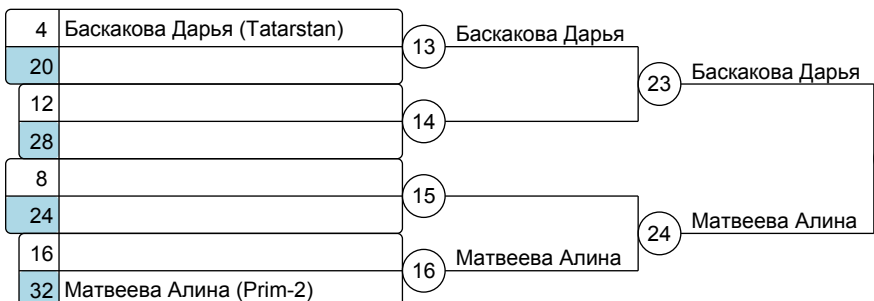 4 Баскакова Дарья (Tatarstan)
20
13 Баскакова Дарья
12
28
14
23 Баскакова Дарья
8
24
15
16
32 Матвеева Алина (Prim-2)
16 Матвеева Алина
24 Матвеева Алина